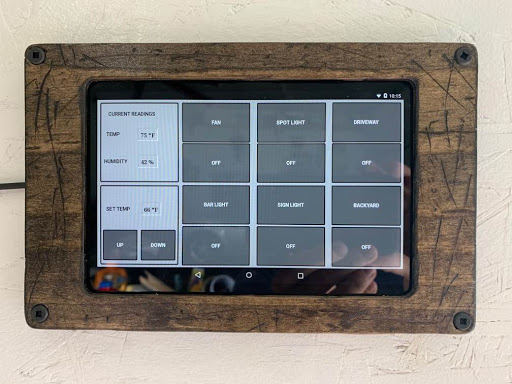 10:15
CURRENT READINGS
TEMP 75 °F
HUMIDITY 42 %
SET TEMP 66 °F
UP DOWN
FAN SPOT LIGHT DRIVEWAY
OFF OFF OFF
BAR LIGHT SIGN LIGHT BACKYARD
OFF OFF OFF